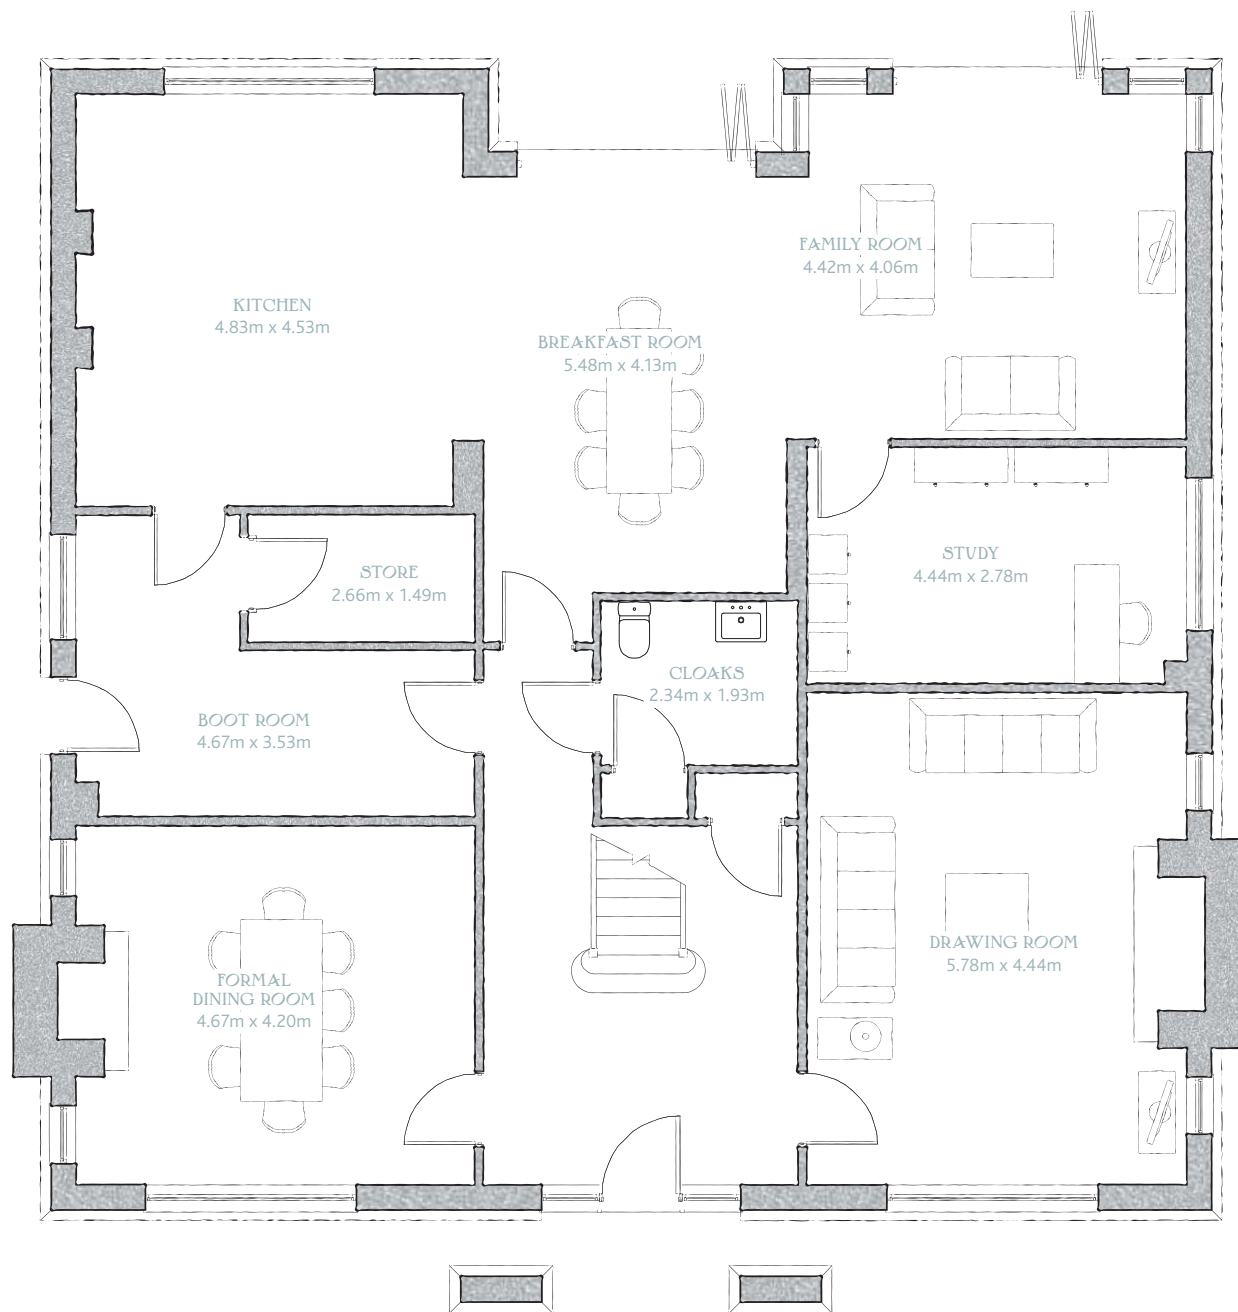 FAMILY ROOM
4.42m x 4.06m
KITCHEN
4.83m x 4.53m
BREAKFAST ROOM
5.48m x 4.13m
STUDY
4.44m x 2.78m
STORE
2.66m x 1.49m
CLOAKS
2.34m x 1.93m
BOOT ROOM
4.67m x 3.53m
DRAWING ROOM
5.78m x 4.44m
FORMAL
DINING ROOM
4.67m x 4.20m